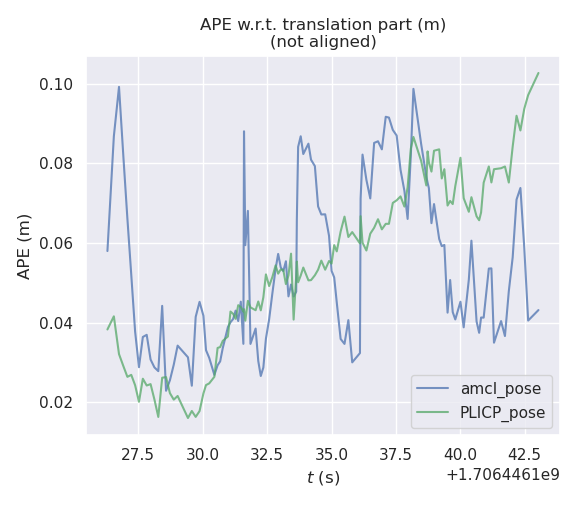 APE w.r.t. translation part (m)
(not aligned)
APE (m)
0.10
0.08
0.06
0.04
0.02
amcl_pose
PLICP_pose
27.5 30.0 32.5 35.0 37.5 40.0 42.5
t (s)
+1.7064461e9